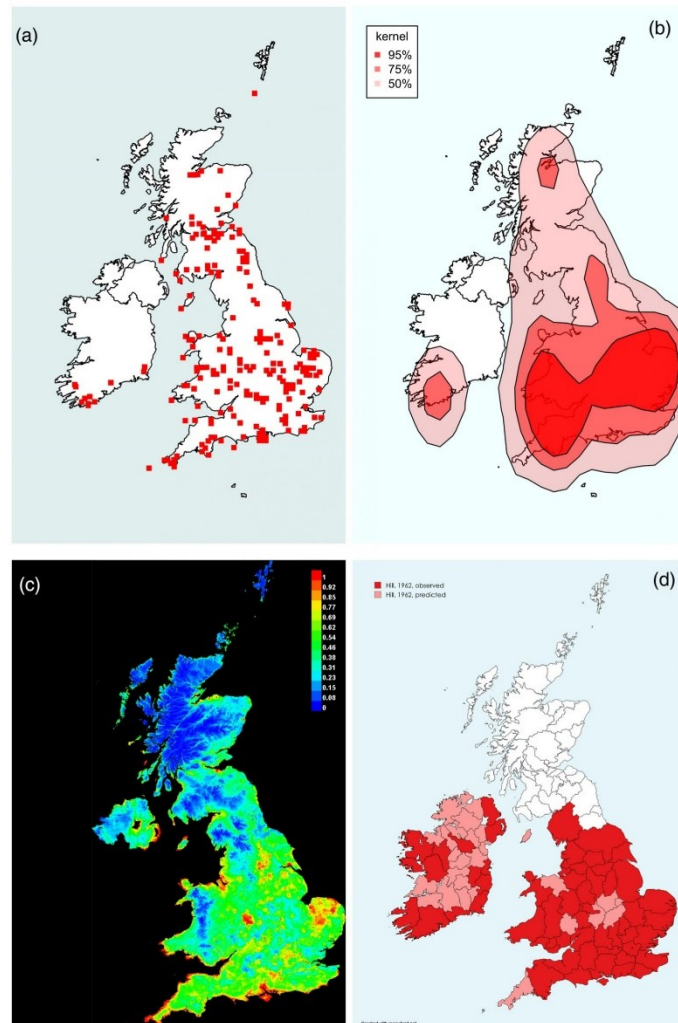 (a)
(b)
kernel
95%
75%
50%
(c)
1
0.92
0.85
0.77
0.69
0.62
0.54
0.46
0.38
0.31
0.23
0.15
0.08
0
(d)
Hill, 1962, observed
Hill, 1962, predicted